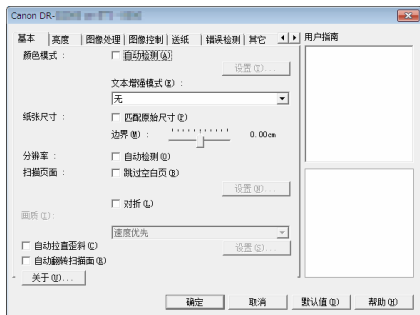 Canon DR-
基本 亮度 图像处理 图像控制 送纸 错误检测 其它
用户指南
颜色模式： 自动检测(A)
设置(T)...
文本增强模式(E)：
无
纸张尺寸： 匹配原始尺寸(Z)
边界(M)： 0.00cm
分辨率： 自动检测(O)
扫描页面： 跳过空白页(B)
设置(N)...
对折(L)
画质(I)：
速度优先
自动拉直歪斜(C)
设置(S)...
自动翻转扫描面(B)
关于(U)...
确定 取消 默认值(D) 帮助(H)